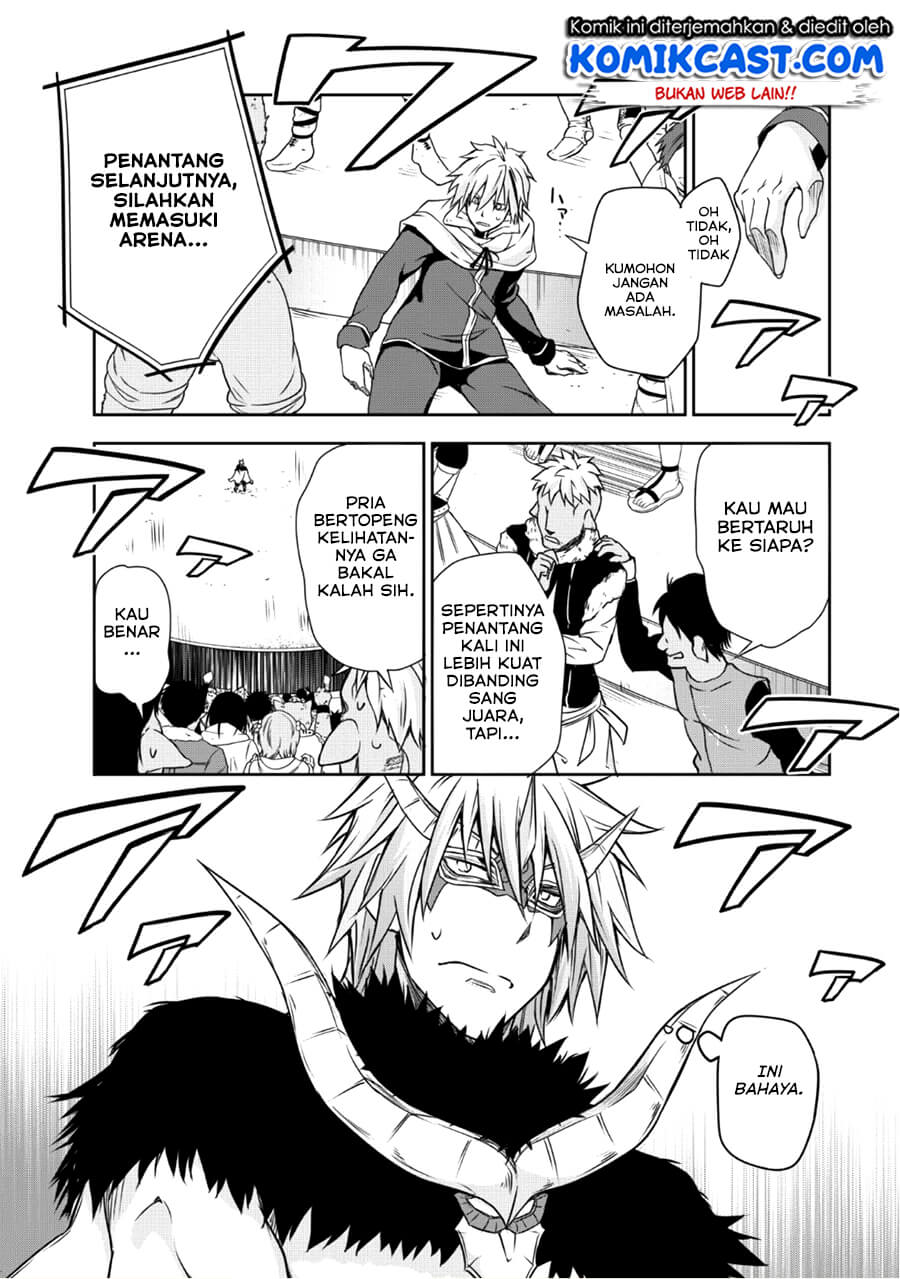 Komik ini diterjemahkan & diedit oleh
KOMIKCAST.COM
BUKAN WEB LAIN!!
OH
TIDAK,
OH
TIDAK
KUMOHON
JANGAN
ADA
MASALAH.
PENANTANG
SELANJUTNYA,
SILAHKAN
MEMASUKI
ARENA...
KAU MAU
BERTARUH
KE SIAPA?
SEPERTINYA
PENANTANG
KALI INI
LEBIH KUAT
DIBANDING
SANG
JUARA,
TAPI...
PRIA
BERTOPENG
KELIHATAN-
NYA GA
BAKAL
KALAH SIH.
KAU
BENAR
...
INI
BAHAYA.